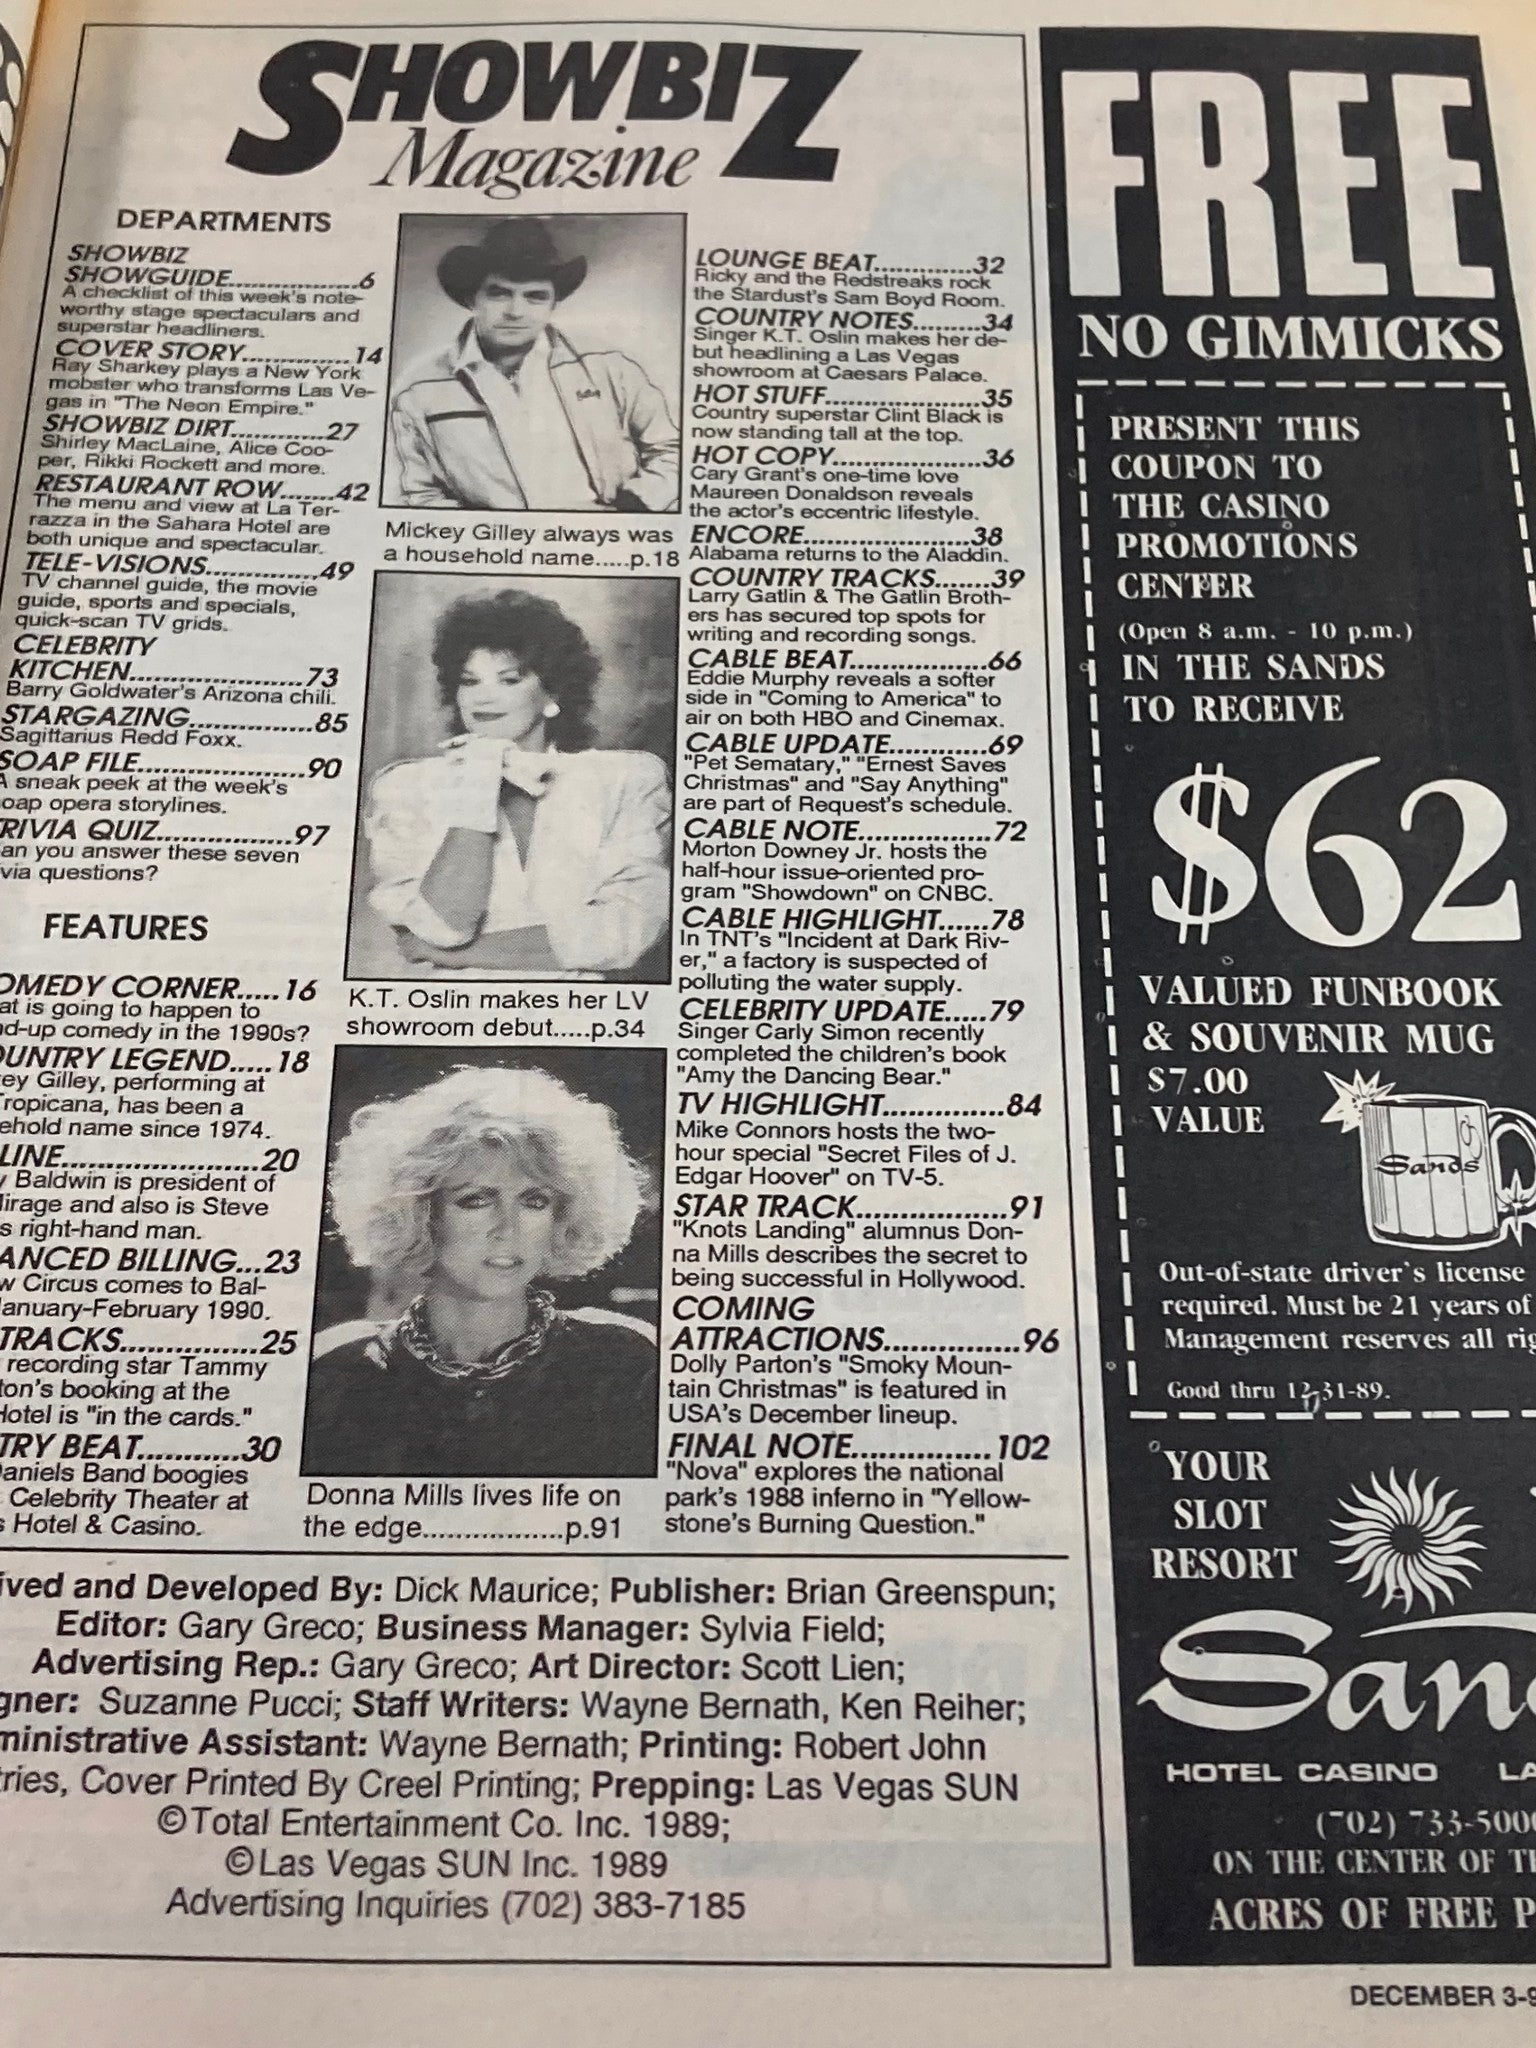 SHOWBIZ
Magazine
DEPARTMENTS
SHOWBIZ
SHOWGUIDE..................6
A checklist of this week's note-
worthy stage spectaculars and
superstar headliners.
COVER STORY...............14
Ray Sharkey plays a New York
mobster who transforms Las Ve-
gas in "The Neon Empire."
SHOWBIZ DIRT.............27
Shirley MacLaine, Alice Coo-
per, Rikki Rockett and more.
RESTAURANT ROW.......42
The menu and view at La Ter-
razza in the Sahara Hotel are
both unique and spectacular.
TELE-VISIONS...............49
TV channel guide, the movie
guide, sports and specials,
quick-scan TV grids.
CELEBRITY
KITCHEN.....................73
Barry Goldwater's Arizona chili.
STARGAZING..............85
Sagittarius Redd Foxx.
SOAP FILE....................90
A sneak peek at the week's
oap opera storylines.
RIVIA QUIZ................97
an you answer these seven
via questions?
FEATURES
OMEDY CORNER.....16
at is going to happen to
d-up comedy in the 1990s?
OUNTRY LEGEND.....18
ey Gilley, performing at
ropicana, has been a
ehold name since 1974.
LINE.......................20
y Baldwin is president of
irage and also is Steve
s right-hand man.
ANCED BILLING...23
w Circus comes to Bal-
January-February 1990.
TRACKS.................25
recording star Tammy
ton's booking at the
Hotel is "in the cards."
TRY BEAT............30
aniels Band boogies
Celebrity Theater at
s Hotel & Casino.
Mickey Gilley always was
a household name.....p.18
K.T. Oslin makes her LV
showroom debut.....p.34
Donna Mills lives life on
the edge..................p.91
LOUNGE BEAT.............32
Ricky and the Redstreaks rock
the Stardust's Sam Boyd Room.
COUNTRY NOTES.........34
Singer K.T. Oslin makes her de-
but headlining a Las Vegas
showroom at Caesars Palace.
HOT STUFF....................35
Country superstar Clint Black is
now standing tall at the top.
HOT COPY...................36
Cary Grant's one-time love
Maureen Donaldson reveals
the actor's eccentric lifestyle.
ENCORE......................38
Alabama returns to the Aladdin.
COUNTRY TRACKS.......39
Larry Gatlin & The Gatlin Broth-
ers has secured top spots for
writing and recording songs.
CABLE BEAT.................66
Eddie Murphy reveals a softer
side in "Coming to America" to
air on both HBO and Cinemax.
CABLE UPDATE............69
"Pet Sematary," "Ernest Saves
Christmas" and "Say Anything"
are part of Request's schedule.
CABLE NOTE................72
Morton Downey Jr. hosts the
half-hour issue-oriented pro-
gram "Showdown" on CNBC.
CABLE HIGHLIGHT......78
In TNT's "Incident at Dark Riv-
er," a factory is suspected of
polluting the water supply.
CELEBRITY UPDATE.....79
Singer Carly Simon recently
completed the children's book
"Amy the Dancing Bear."
TV HIGHLIGHT..............84
Mike Connors hosts the two-
hour special "Secret Files of J.
Edgar Hoover" on TV-5.
STAR TRACK.................91
"Knots Landing" alumnus Don-
na Mills describes the secret to
being successful in Hollywood.
COMING
ATTRACTIONS...............96
Dolly Parton's "Smoky Moun-
tain Christmas" is featured in
USA's December lineup.
FINAL NOTE...............102
"Nova" explores the national
park's 1988 inferno in "Yellow-
stone's Burning Question."
ived and Developed By: Dick Maurice; Publisher: Brian Greenspun;
Editor: Gary Greco; Business Manager: Sylvia Field;
Advertising Rep.: Gary Greco; Art Director: Scott Lien;
gner: Suzanne Pucci; Staff Writers: Wayne Bernath, Ken Reiher;
ministrative Assistant: Wayne Bernath; Printing: Robert John
ries, Cover Printed By Creel Printing; Prepping: Las Vegas SUN
©Total Entertainment Co. Inc. 1989;
©Las Vegas SUN Inc. 1989
Advertising Inquiries (702) 383-7185
FREE
NO GIMMICKS
PRESENT THIS
COUPON TO
THE CASINO
PROMOTIONS
CENTER
(Open 8 a.m. - 10 p.m.)
IN THE SANDS
TO RECEIVE
$62
VALUED FUNBOOK
& SOUVENIR MUG
$7.00
VALUE
Sands
Out-of-state driver's license
required. Must be 21 years of
Management reserves all rig
Good thru 12-31-89.
YOUR
SLOT
RESORT
Sand
HOTEL CASINO LA
(702) 733-5000
ON THE CENTER OF T
ACRES OF FREE P
DECEMBER 3-9